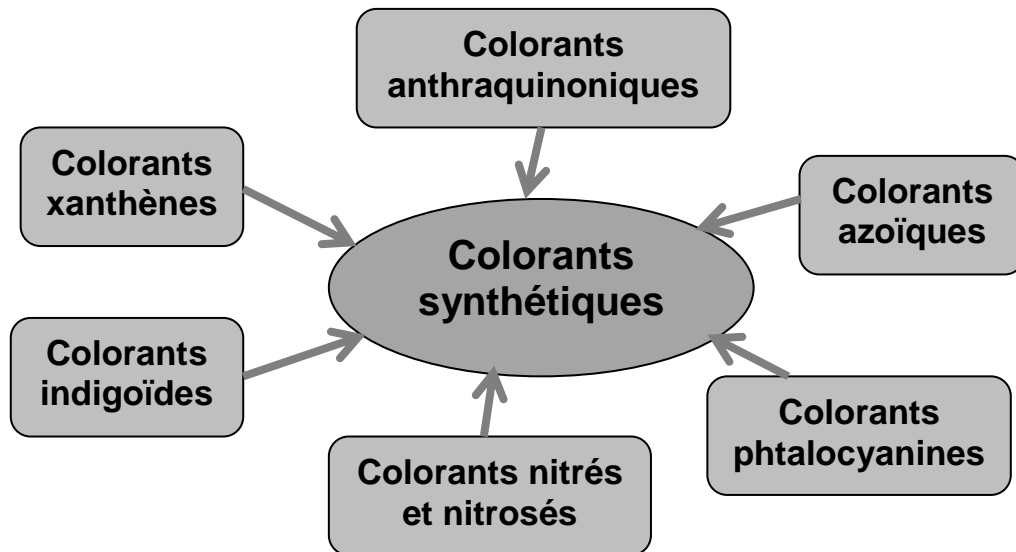 Colorants
anthraquinoniques
Colorants
xanthènes
Colorants
azoïques
Colorants
synthétiques
Colorants
indigoïdes
Colorants
phtalocyanines
Colorants nitrés
et nitrosés